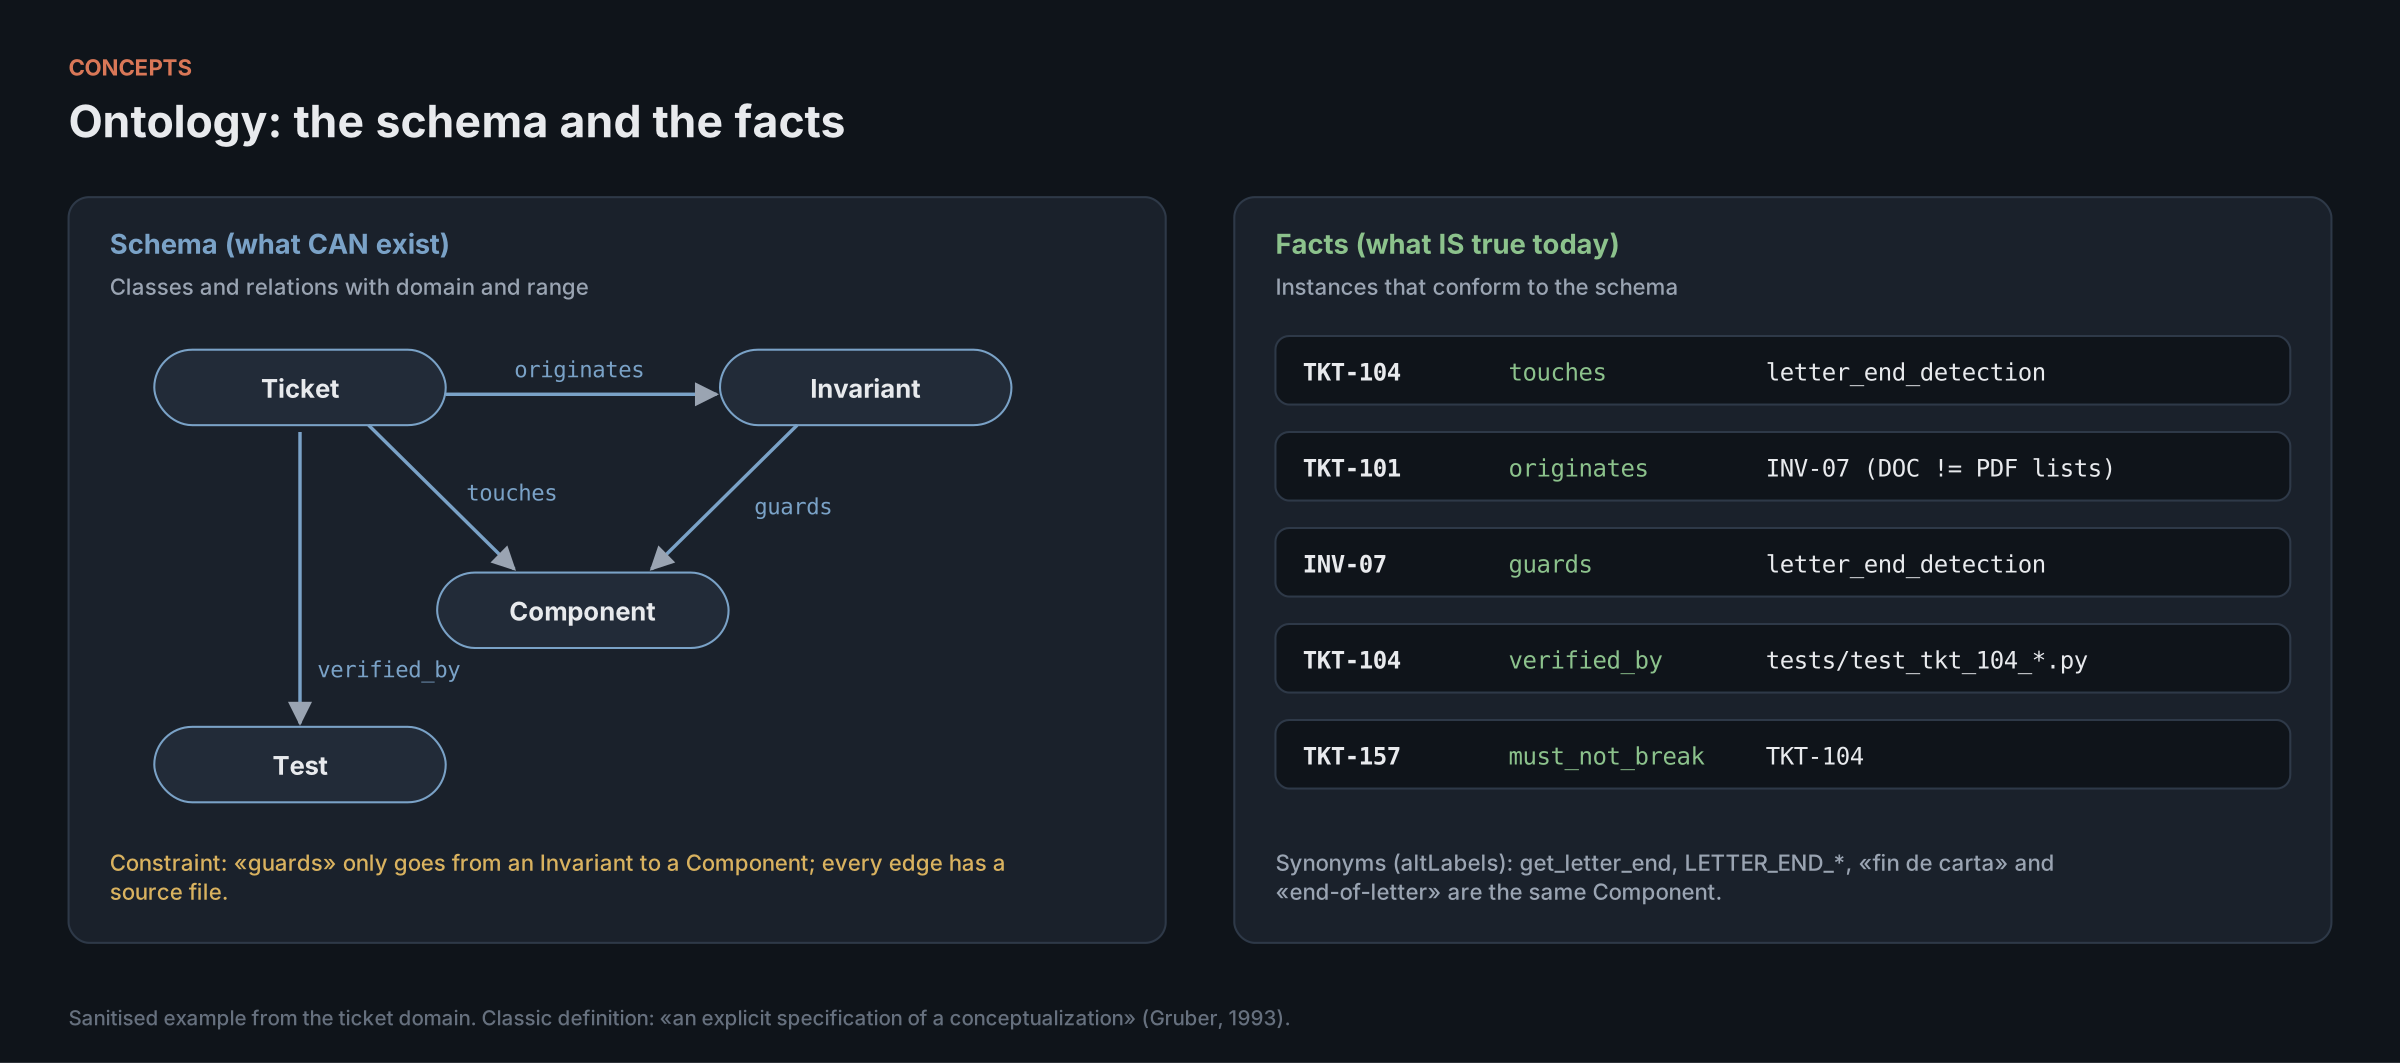 CONCEPTS
Ontology: the schema and the facts
Schema (what CAN exist)
Classes and relations with domain and range
Ticket
originates
Invariant
touches
guards
Component
verified_by
Test
Constraint: «guards» only goes from an Invariant to a Component; every edge has a
source file.
Facts (what IS true today)
Instances that conform to the schema
TKT-104 touches letter_end_detection
TKT-101 originates INV-07 (DOC != PDF lists)
INV-07 guards letter_end_detection
TKT-104 verified_by tests/test_tkt_104_*.py
TKT-157 must_not_break TKT-104
Synonyms (altLabels): get_letter_end, LETTER_END_*, «fin de carta» and
«end-of-letter» are the same Component.
Sanitised example from the ticket domain. Classic definition: «an explicit specification of a conceptualization» (Gruber, 1993).